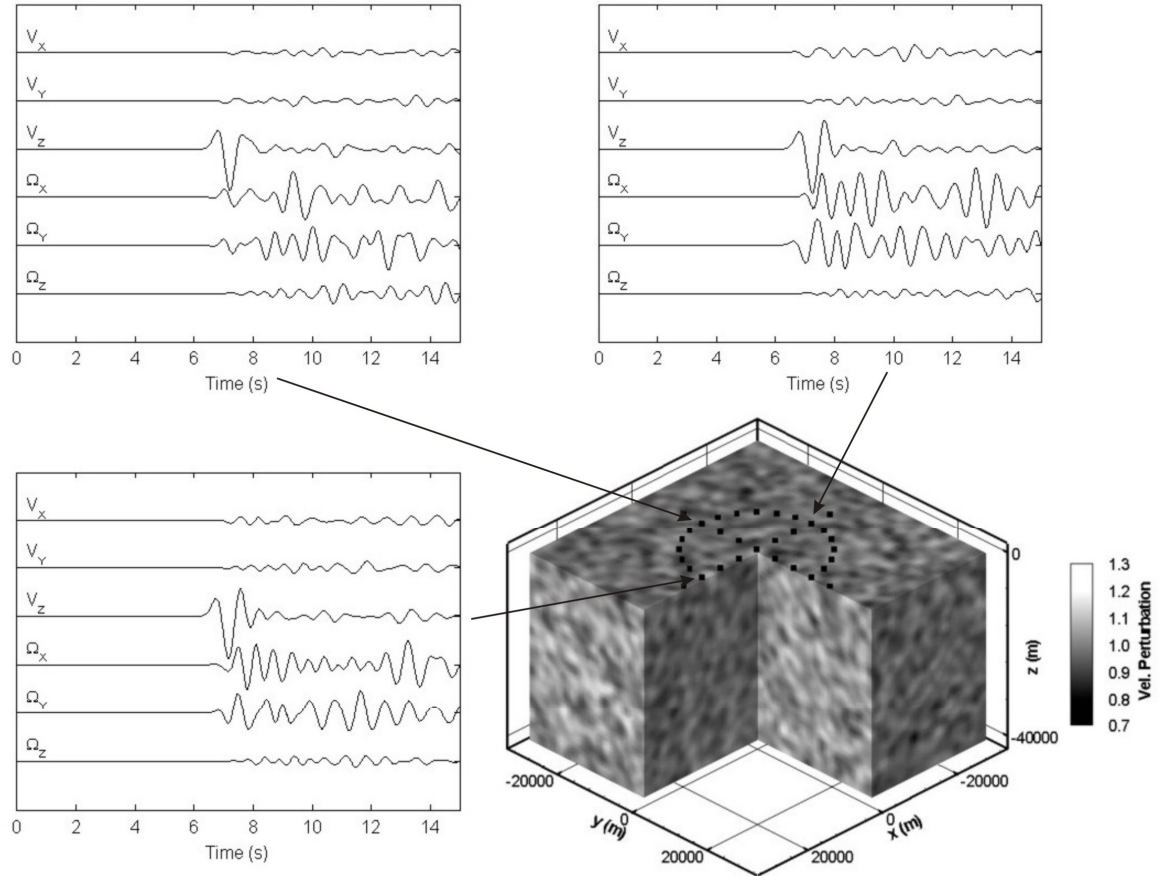 V_X
V_Y
V_Z
Ω_X
Ω_Y
Ω_Z
0 2 4 6 8 10 12 14
Time (s)
V_X
V_Y
V_Z
Ω_X
Ω_Y
Ω_Z
0 2 4 6 8 10 12 14
Time (s)
V_X
V_Y
V_Z
Ω_X
Ω_Y
Ω_Z
0 2 4 6 8 10 12 14
Time (s)
0
z (m)
-40000
-20000
y (m)
0
20000
-20000
x (m)
0
20000
1.3
1.2
1.1
1.0
0.9
0.8
0.7
Vel. Perturbation